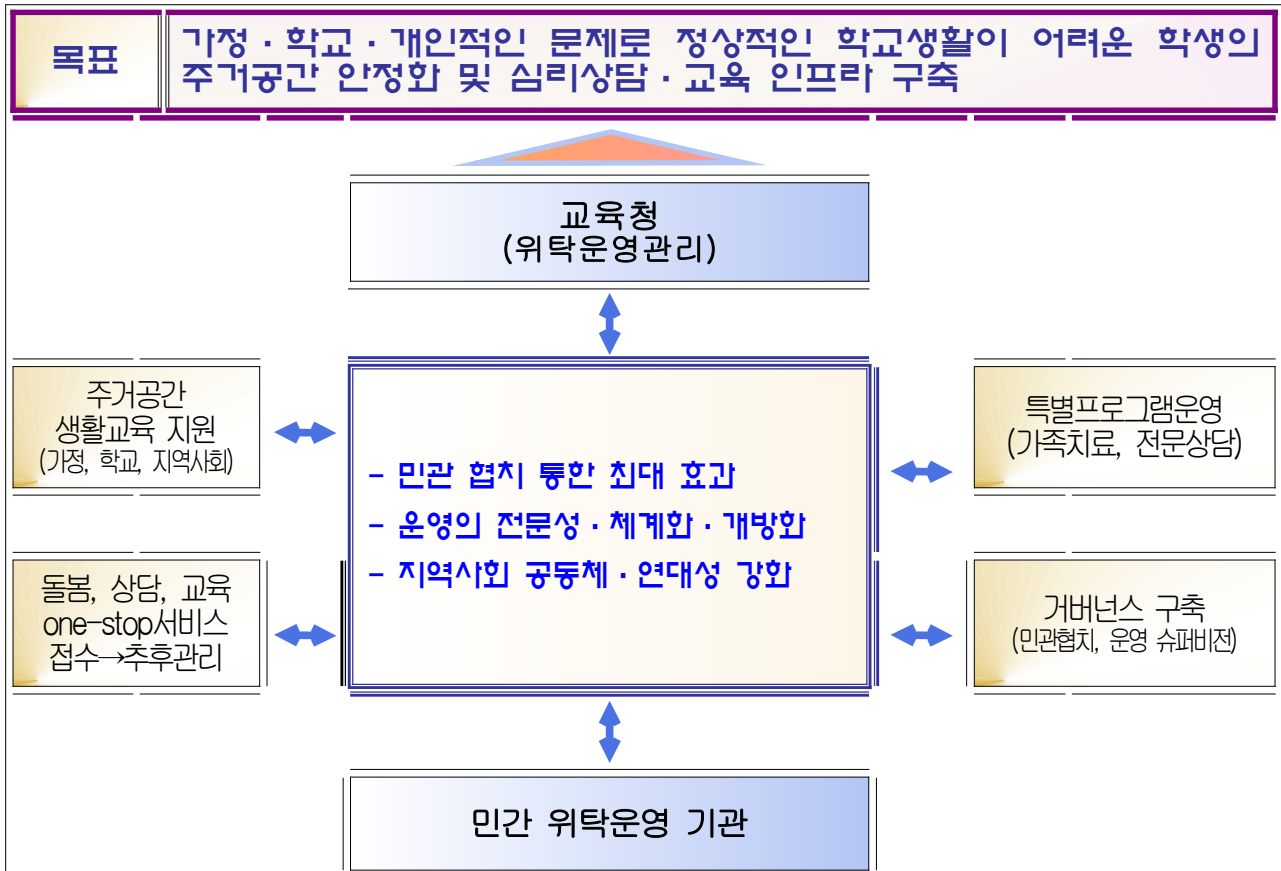 목표
가정·학교·개인적인 문제로 정상적인 학교생활이 어려운 학생의
주거공간 안정화 및 심리상담·교육 인프라 구축
교육청
(위탁운영관리)
주거공간
생활교육 지원
(가정, 학교, 지역사회)
돌봄, 상담, 교육
one-stop서비스
접수→추후관리
- 민관 협치 통한 최대 효과
- 운영의 전문성·체계화·개방화
- 지역사회 공동체·연대성 강화
특별프로그램운영
(가족치료, 전문상담)
거버넌스 구축
(민관협치, 운영 슈퍼비전)
민간 위탁운영 기관